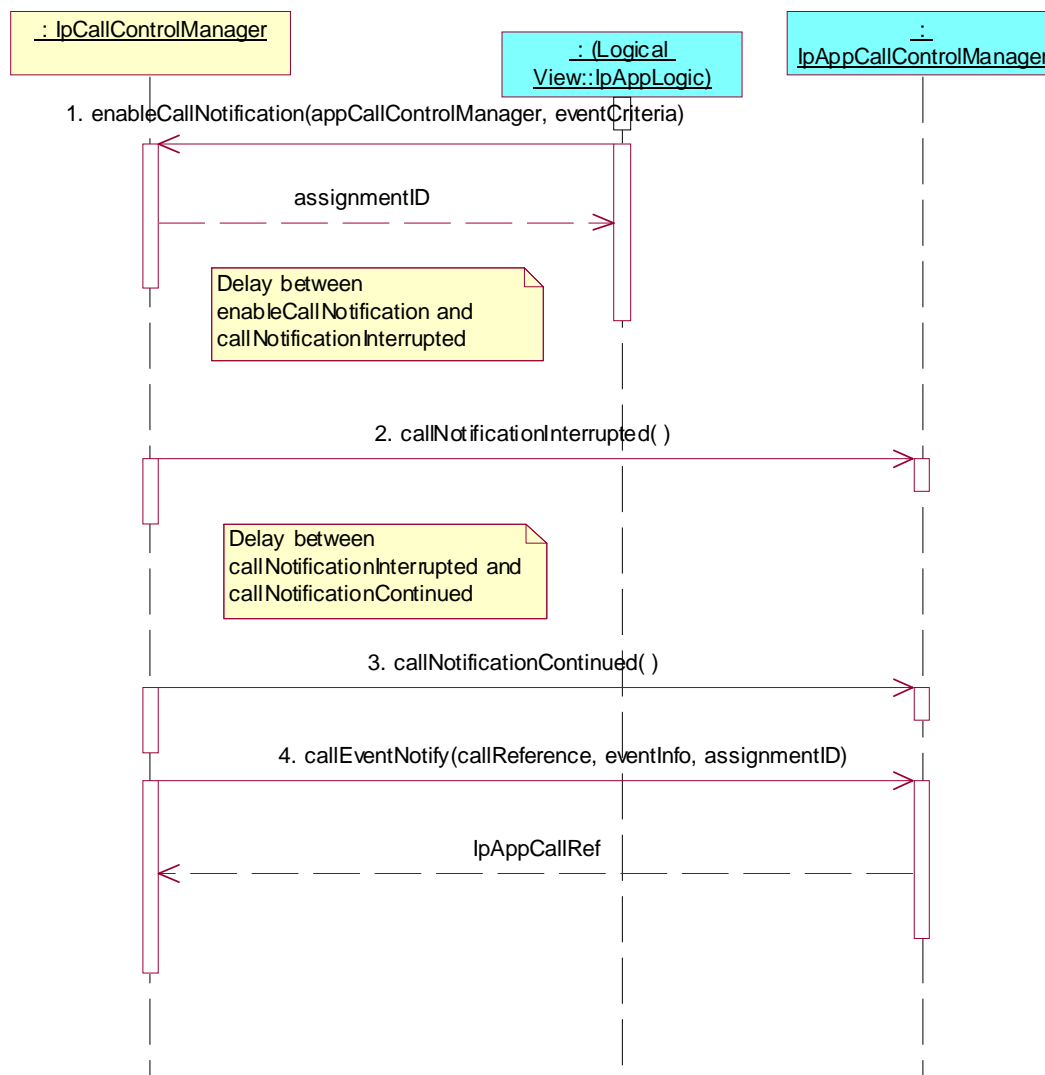 : IpCallControlManager
: (Logical
View::IpAppLogic)
:
IpAppCallControlManager
1. enableCallNotification(appCallControlManager, eventCriteria)
assignmentID
Delay between
enableCallNotification and
callNotificationInterrupted
2. callNotificationInterrupted( )
Delay between
callNotificationInterrupted and
callNotificationContinued
3. callNotificationContinued( )
4. callEventNotify(callReference, eventInfo, assignmentID)
IpAppCallRef